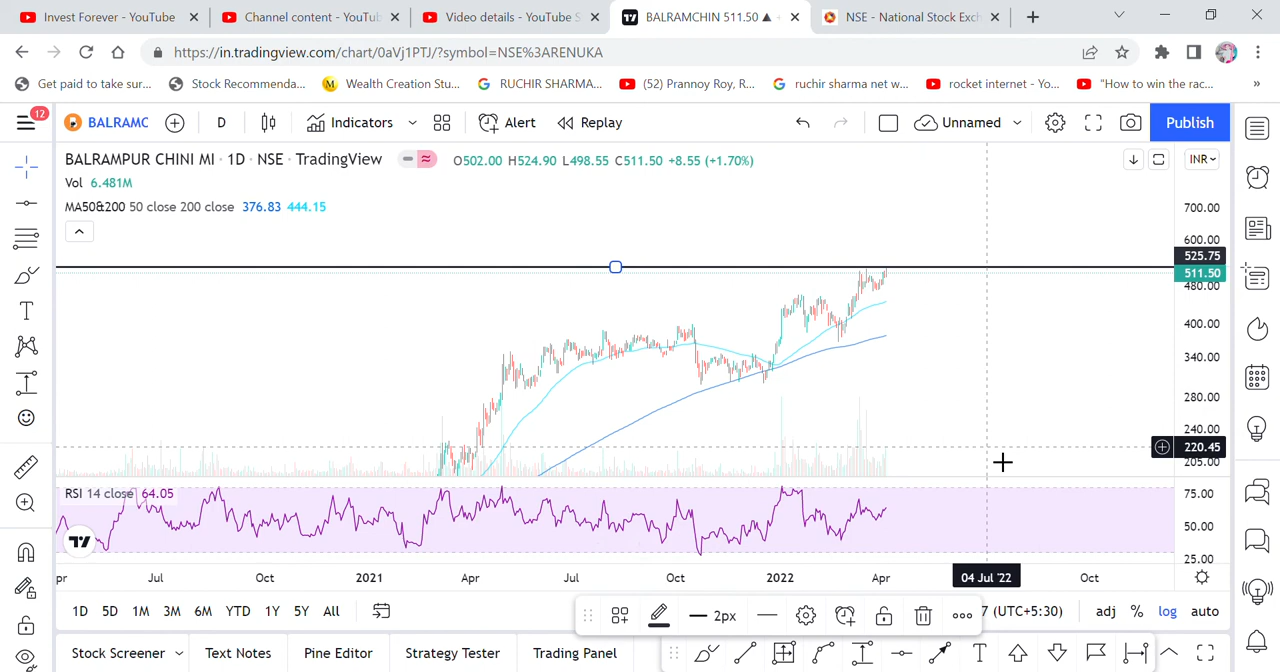 Invest Forever - YouTube
Channel content - YouTub
Video details - YouTube S
BALRAMCHIN 511.50 ▲ +
NSE - National Stock Exch
https://in.tradingview.com/chart/0aVj1PTJ/?symbol=NSE%3ARENUKA
Get paid to take sur...
Stock Recommenda...
Wealth Creation Stu...
RUCHIR SHARMA...
(52) Prannoy Roy, R...
ruchir sharma net w...
rocket internet - Yo...
"How to win the rac...
»
12
BALRAMC
D
Indicators
Alert
Replay
Unnamed
Publish
BALRAMPUR CHINI MI · 1D · NSE · TradingView
O502.00 H524.90 L498.55 C511.50 +8.55 (+1.70%)
INR
Vol 6.481M
MA50&200 50 close 200 close 376.83 444.15
700.00
600.00
525.75
511.50
480.00
400.00
340.00
280.00
240.00
220.45
205.00
RSI 14 close 64.05
75.00
50.00
25.00
pr
Jul
Oct
2021
Apr
Jul
Oct
2022
Apr
04 Jul '22
Oct
1D 5D 1M 3M 6M YTD 1Y 5Y All
2px
7 (UTC+5:30)
adj % log auto
Stock Screener
Text Notes
Pine Editor
Strategy Tester
Trading Panel